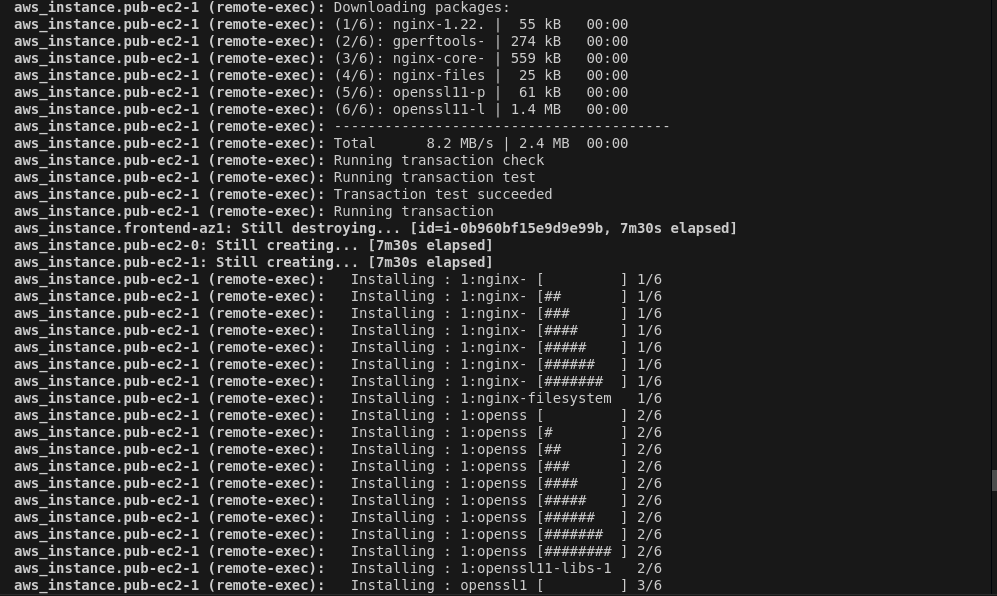 aws_instance.pub-ec2-1 (remote-exec): Downloading packages:
aws_instance.pub-ec2-1 (remote-exec): (1/6): nginx-1.22. |  55 kB   00:00
aws_instance.pub-ec2-1 (remote-exec): (2/6): gperftools- | 274 kB   00:00
aws_instance.pub-ec2-1 (remote-exec): (3/6): nginx-core- | 559 kB   00:00
aws_instance.pub-ec2-1 (remote-exec): (4/6): nginx-files |  25 kB   00:00
aws_instance.pub-ec2-1 (remote-exec): (5/6): openssl11-p |  61 kB   00:00
aws_instance.pub-ec2-1 (remote-exec): (6/6): openssl11-l | 1.4 MB   00:00
aws_instance.pub-ec2-1 (remote-exec): ----------------------------------------
aws_instance.pub-ec2-1 (remote-exec): Total      8.2 MB/s | 2.4 MB  00:00
aws_instance.pub-ec2-1 (remote-exec): Running transaction check
aws_instance.pub-ec2-1 (remote-exec): Running transaction test
aws_instance.pub-ec2-1 (remote-exec): Transaction test succeeded
aws_instance.pub-ec2-1 (remote-exec): Running transaction
aws_instance.frontend-az1: Still destroying... [id=i-0b960bf15e9d9e99b, 7m30s elapsed]
aws_instance.pub-ec2-0: Still creating... [7m30s elapsed]
aws_instance.pub-ec2-1: Still creating... [7m30s elapsed]
aws_instance.pub-ec2-1 (remote-exec):   Installing : 1:nginx- [         ] 1/6
aws_instance.pub-ec2-1 (remote-exec):   Installing : 1:nginx- [##       ] 1/6
aws_instance.pub-ec2-1 (remote-exec):   Installing : 1:nginx- [###      ] 1/6
aws_instance.pub-ec2-1 (remote-exec):   Installing : 1:nginx- [####     ] 1/6
aws_instance.pub-ec2-1 (remote-exec):   Installing : 1:nginx- [#####    ] 1/6
aws_instance.pub-ec2-1 (remote-exec):   Installing : 1:nginx- [######   ] 1/6
aws_instance.pub-ec2-1 (remote-exec):   Installing : 1:nginx- [#######  ] 1/6
aws_instance.pub-ec2-1 (remote-exec):   Installing : 1:nginx-filesystem   1/6
aws_instance.pub-ec2-1 (remote-exec):   Installing : 1:openss [         ] 2/6
aws_instance.pub-ec2-1 (remote-exec):   Installing : 1:openss [#        ] 2/6
aws_instance.pub-ec2-1 (remote-exec):   Installing : 1:openss [##       ] 2/6
aws_instance.pub-ec2-1 (remote-exec):   Installing : 1:openss [###      ] 2/6
aws_instance.pub-ec2-1 (remote-exec):   Installing : 1:openss [####     ] 2/6
aws_instance.pub-ec2-1 (remote-exec):   Installing : 1:openss [#####    ] 2/6
aws_instance.pub-ec2-1 (remote-exec):   Installing : 1:openss [######   ] 2/6
aws_instance.pub-ec2-1 (remote-exec):   Installing : 1:openss [#######  ] 2/6
aws_instance.pub-ec2-1 (remote-exec):   Installing : 1:openss [######## ] 2/6
aws_instance.pub-ec2-1 (remote-exec):   Installing : 1:openssl11-libs-1   2/6
aws_instance.pub-ec2-1 (remote-exec):   Installing : openssl1 [         ] 3/6